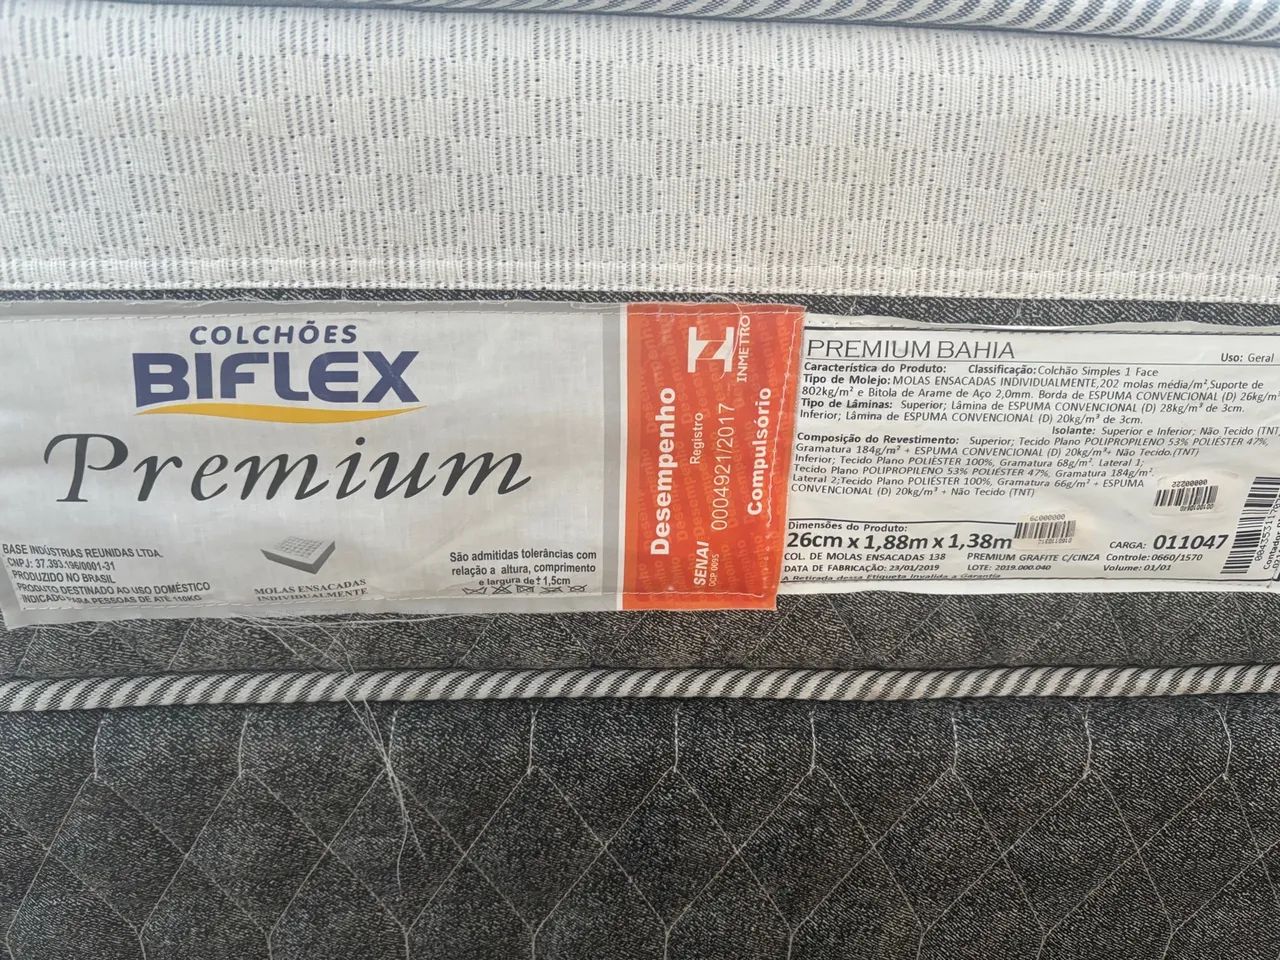 COLCHÕES
BIFLEX
Premium
BASE INDÚSTRIAS REUNIDAS LTDA.
CNPJ: 37.393.196/0001-31
PRODUZIDO NO BRASIL
PRODUTO DESTINADO AO USO DOMÉSTICO
INDICADO PARA PESSOAS DE ATÉ 110KG
MOLAS ENSACADAS
INDIVIDUALMENTE
São admitidas tolerâncias com
relação a altura, comprimento
e largura de ± 1,5cm
Desempenho
SENAI
OCP 0095
Registro
0004921/2017
INMETRO
Compulsório
PREMIUM BAHIA
Uso: Geral
Característica do Produto: Classificação: Colchão Simples 1 Face
Tipo de Molejo: MOLAS ENSACADAS INDIVIDUALMENTE, 202 molas média/m², Suporte de
802kg/m² e Bitola de Arame de Aço 2,0mm. Borda de ESPUMA CONVENCIONAL (D) 26kg/m³
Tipo de Lâminas: Superior; Lâmina de ESPUMA CONVENCIONAL (D) 28kg/m³ de 3cm.
Inferior; Lâmina de ESPUMA CONVENCIONAL (D) 20kg/m³ de 3cm.
Isolante: Superior e Inferior; Não Tecido (TNT)
Composição do Revestimento: Superior; Tecido Plano POLIPROPILENO 53% POLIÉSTER 47%,
Gramatura 184g/m² + ESPUMA CONVENCIONAL (D) 20kg/m³+ Não Tecido.(TNT)
Inferior; Tecido Plano POLIÉSTER 100%, Gramatura 68g/m². Lateral 1;
Tecido Plano POLIPROPILENO 53% POLIÉSTER 47%, Gramatura 184g/m².
Lateral 2;Tecido Plano POLIÉSTER 100%, Gramatura 66g/m² + ESPUMA
CONVENCIONAL (D) 20kg/m³ + Não Tecido (TNT)
Dimensões do Produto:
26cm x 1,88m x 1,38m
CARGA: 011047
COL. DE MOLAS ENSACADAS 138 PREMIUM GRAFITE C/CINZA Controle: 0660/1570
DATA DE FABRICAÇÃO: 23/01/2019 LOTE: 2019.000.040 Volume: 01/01
A Retirada dessa Etiqueta Invalida a Garantia